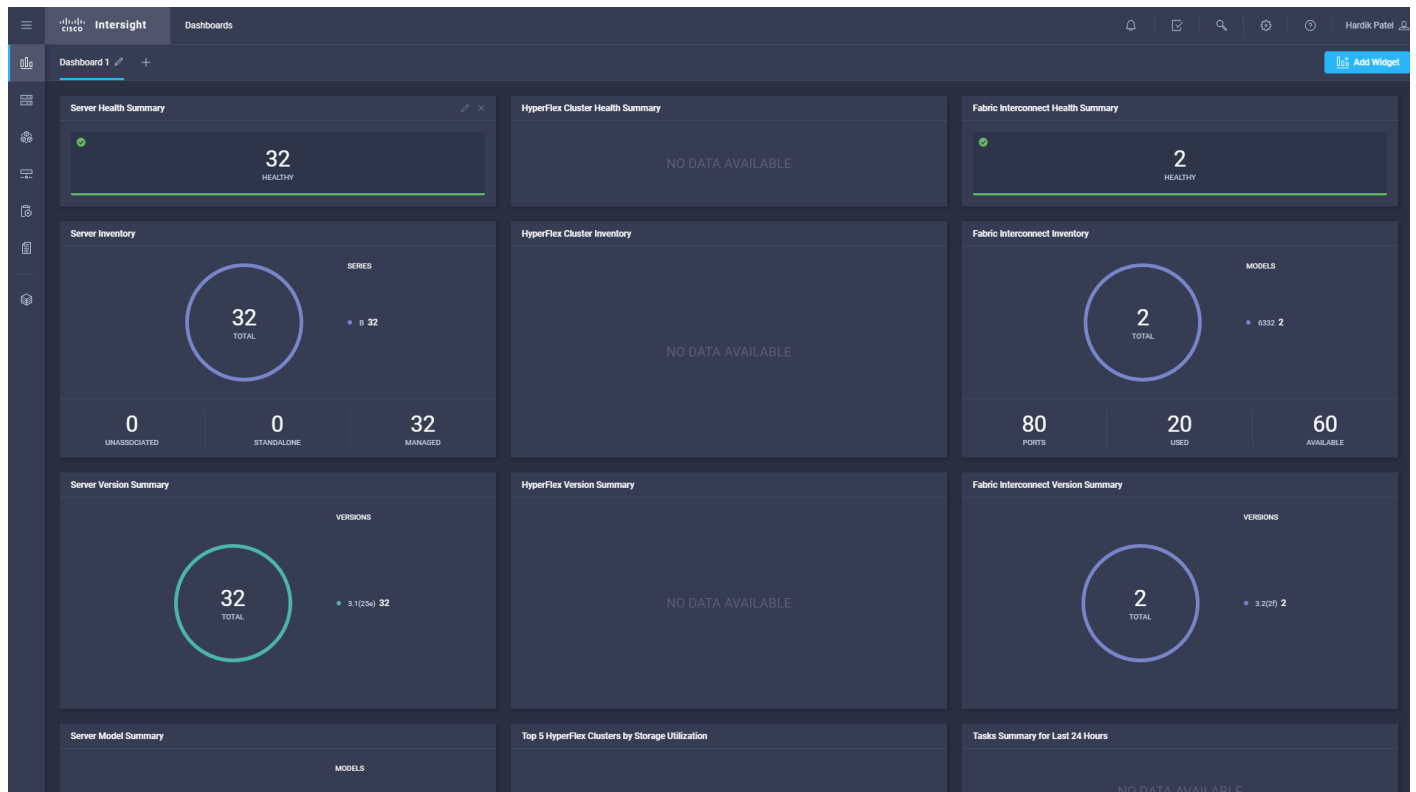 cisco Intersight Dashboards Hardik Patel
Dashboard 1 + Add Widget
Server Health Summary
32
HEALTHY
HyperFlex Cluster Health Summary
NO DATA AVAILABLE
Fabric Interconnect Health Summary
2
HEALTHY
Server Inventory
SERIES
32
TOTAL
B 32
0
UNASSOCIATED
0
STANDALONE
32
MANAGED
HyperFlex Cluster Inventory
NO DATA AVAILABLE
Fabric Interconnect Inventory
MODELS
2
TOTAL
6332 2
80
PORTS
20
USED
60
AVAILABLE
Server Version Summary
VERSIONS
32
TOTAL
3.1(25e) 32
HyperFlex Version Summary
NO DATA AVAILABLE
Fabric Interconnect Version Summary
VERSIONS
2
TOTAL
3.2(2f) 2
Server Model Summary
MODELS
Top 5 HyperFlex Clusters by Storage Utilization
Tasks Summary for Last 24 Hours
NO DATA AVAILABLE